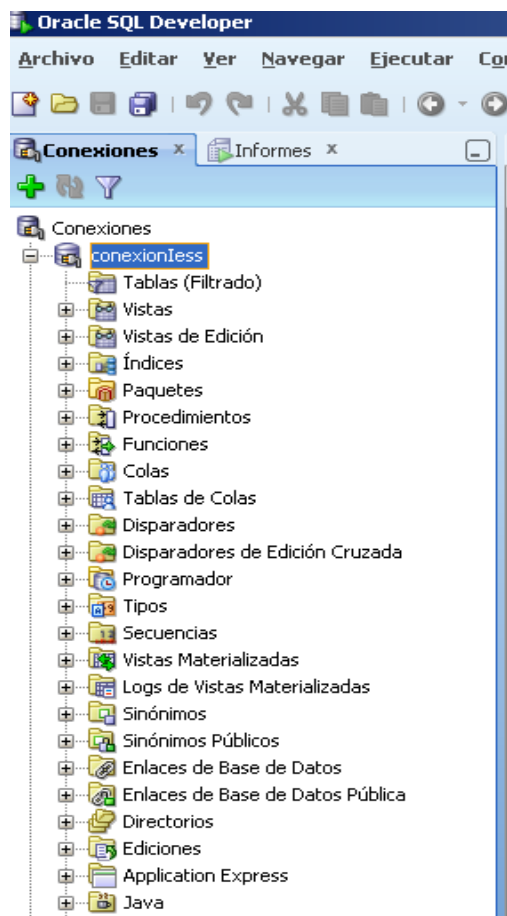 Oracle SQL Developer
Archivo Editar Ver Navegar Ejecutar
Conexiones x Informes x
Conexiones
conexionIess
Tablas (Filtrado)
Vistas
Vistas de Edición
Índices
Paquetes
Procedimientos
Funciones
Colas
Tablas de Colas
Disparadores
Disparadores de Edición Cruzada
Programador
Tipos
Secuencias
Vistas Materializadas
Logs de Vistas Materializadas
Sinónimos
Sinónimos Públicos
Enlaces de Base de Datos
Enlaces de Base de Datos Pública
Directorios
Ediciones
Application Express
Java